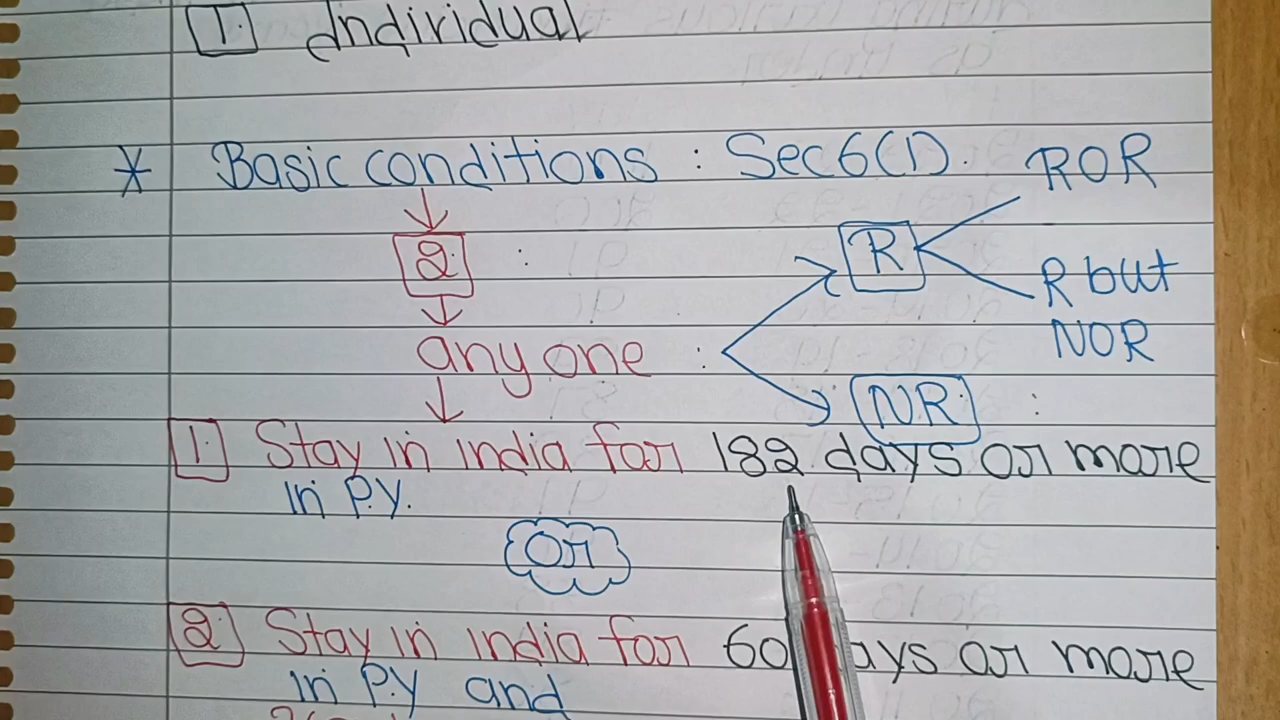 1. Individual
* Basic conditions : Sec 6(1). ROR
2 : R
R but
any one : NOR
NR :
1. Stay in india for 182 days or more
in P.Y.
or
2. Stay in india for 60 days or more
in P.Y and